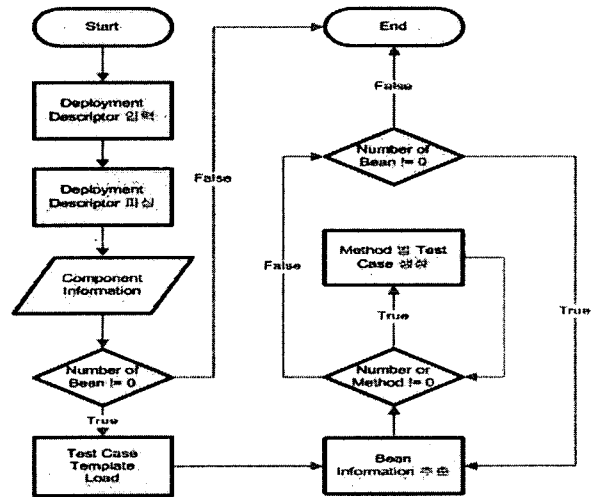 Start
Deployment
Descriptor 입력
Deployment
Descriptor 파싱
Component
Information
Number of
Bean != 0
True
Test Case
Template
Load
False
End
False
Number of
Bean != 0
False
Method 별 Test
Case 생성
True
True
Number or
Method != 0
Bean
Information 추출